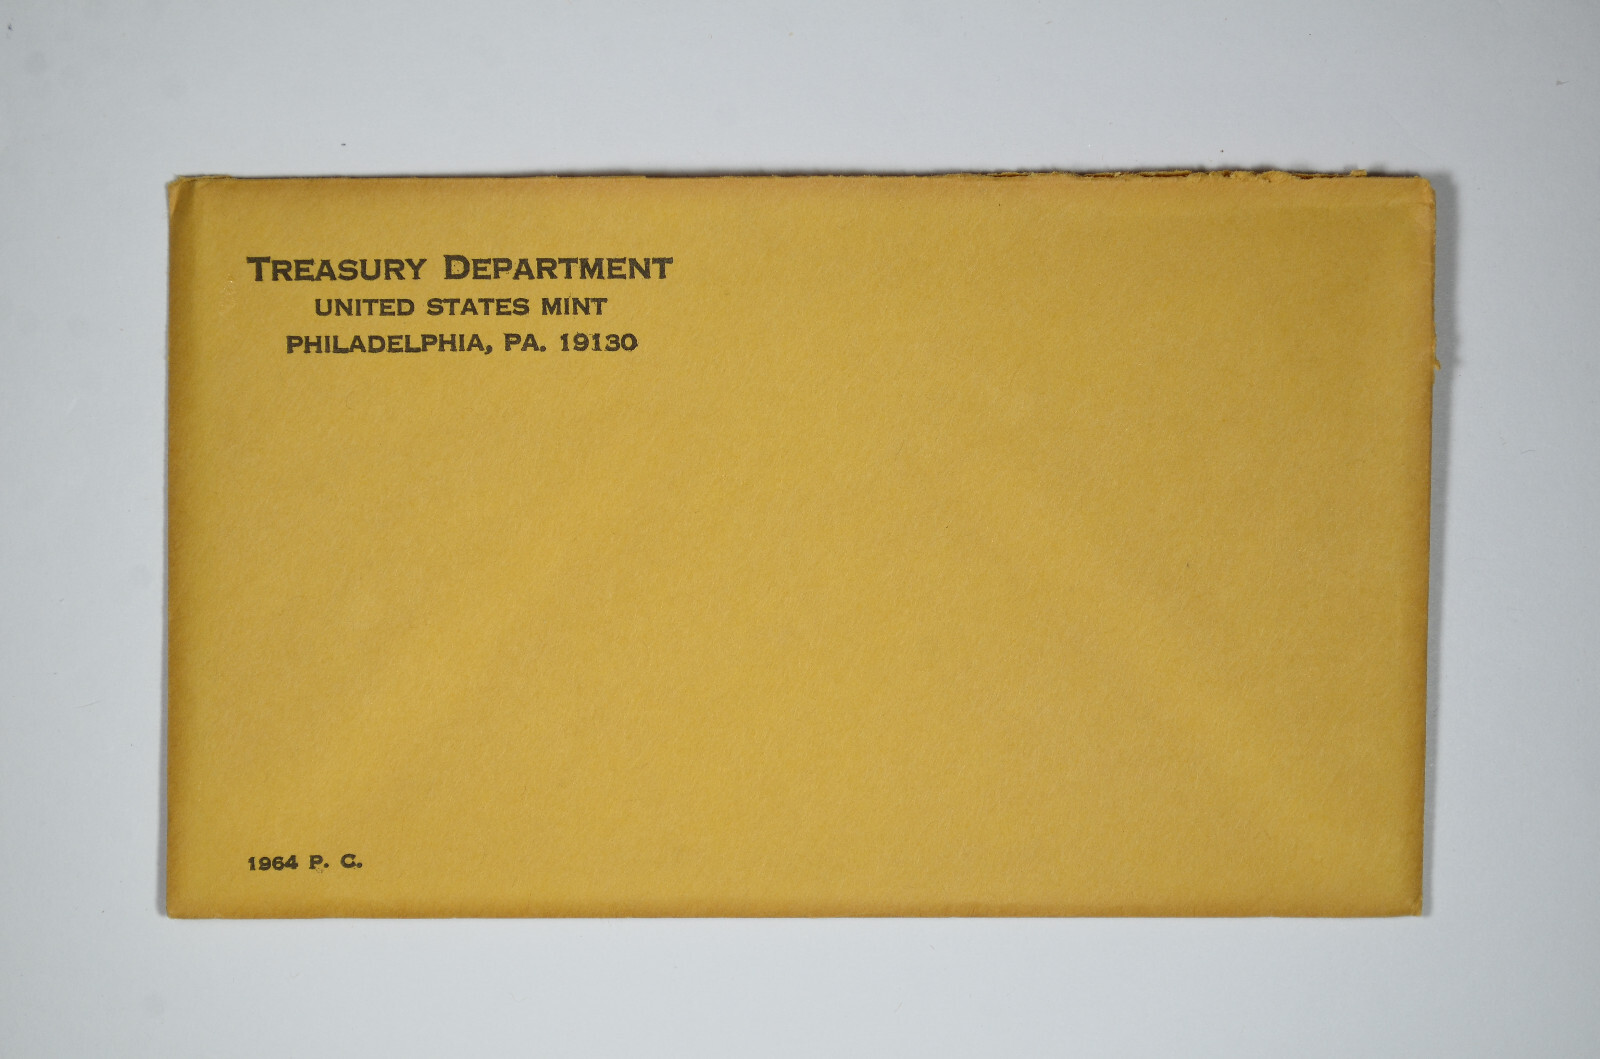 TREASURY DEPARTMENT
UNITED STATES MINT
PHILADELPHIA, PA. 19130
1964 P. C.